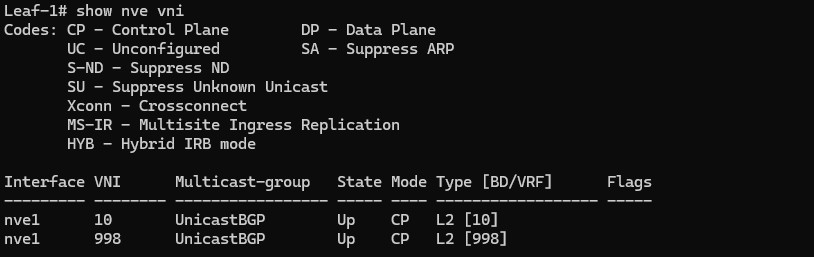 Leaf-1# show nve vni
Codes: CP - Control Plane        DP - Data Plane
       UC - Unconfigured         SA - Suppress ARP
       S-ND - Suppress ND
       SU - Suppress Unknown Unicast
       Xconn - Crossconnect
       MS-IR - Multisite Ingress Replication
       HYB - Hybrid IRB mode

Interface VNI      Multicast-group   State Mode Type [BD/VRF]      Flags
--------- -------- ----------------- ----- ---- ------------------ -----
nve1      10       UnicastBGP        Up    CP   L2 [10]
nve1      998      UnicastBGP        Up    CP   L2 [998]